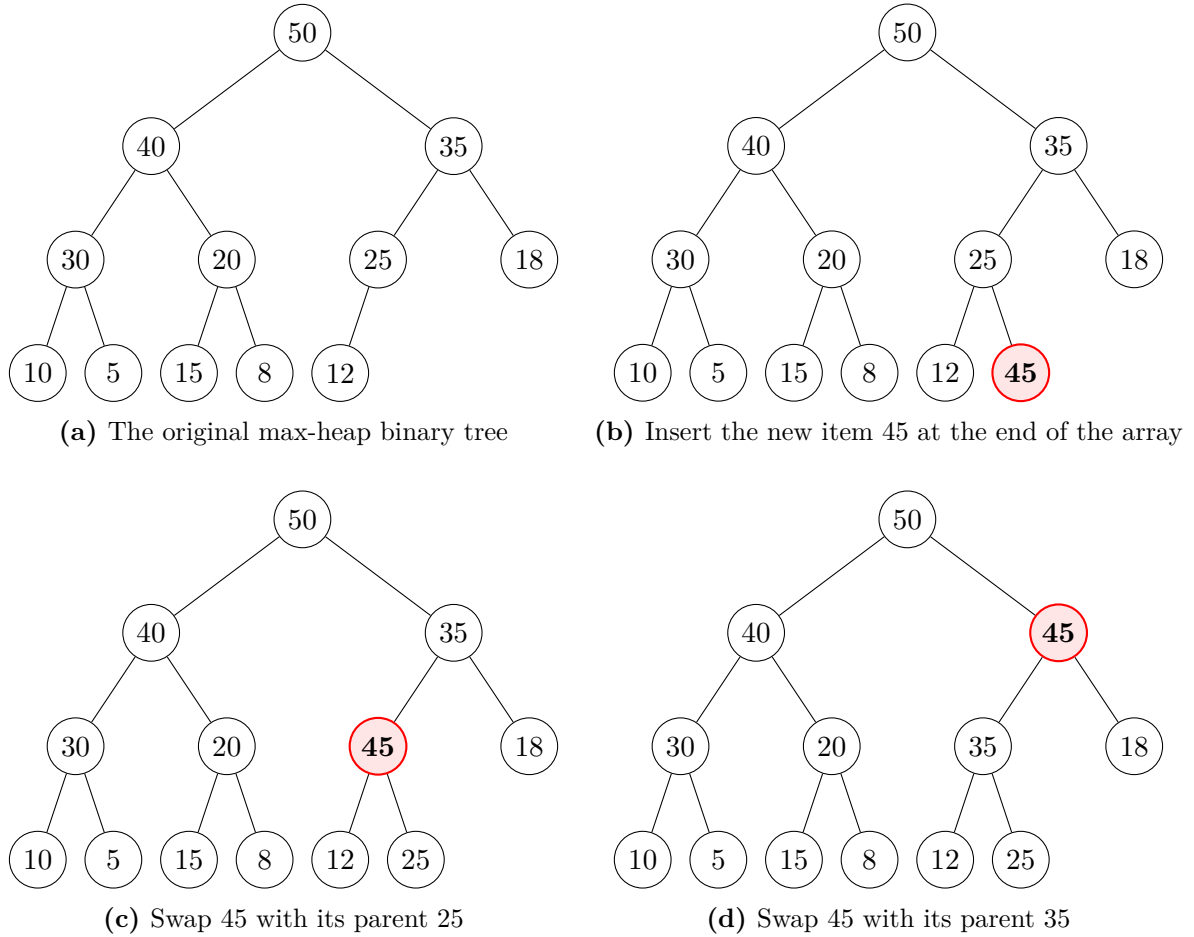 50
40 35
30 20 25 18
10 5 15 8 12
(a) The original max-heap binary tree
50
40 35
30 20 25 18
10 5 15 8 12 45
(b) Insert the new item 45 at the end of the array
50
40 35
30 20 45 18
10 5 15 8 12 25
(c) Swap 45 with its parent 25
50
40 45
30 20 35 18
10 5 15 8 12 25
(d) Swap 45 with its parent 35